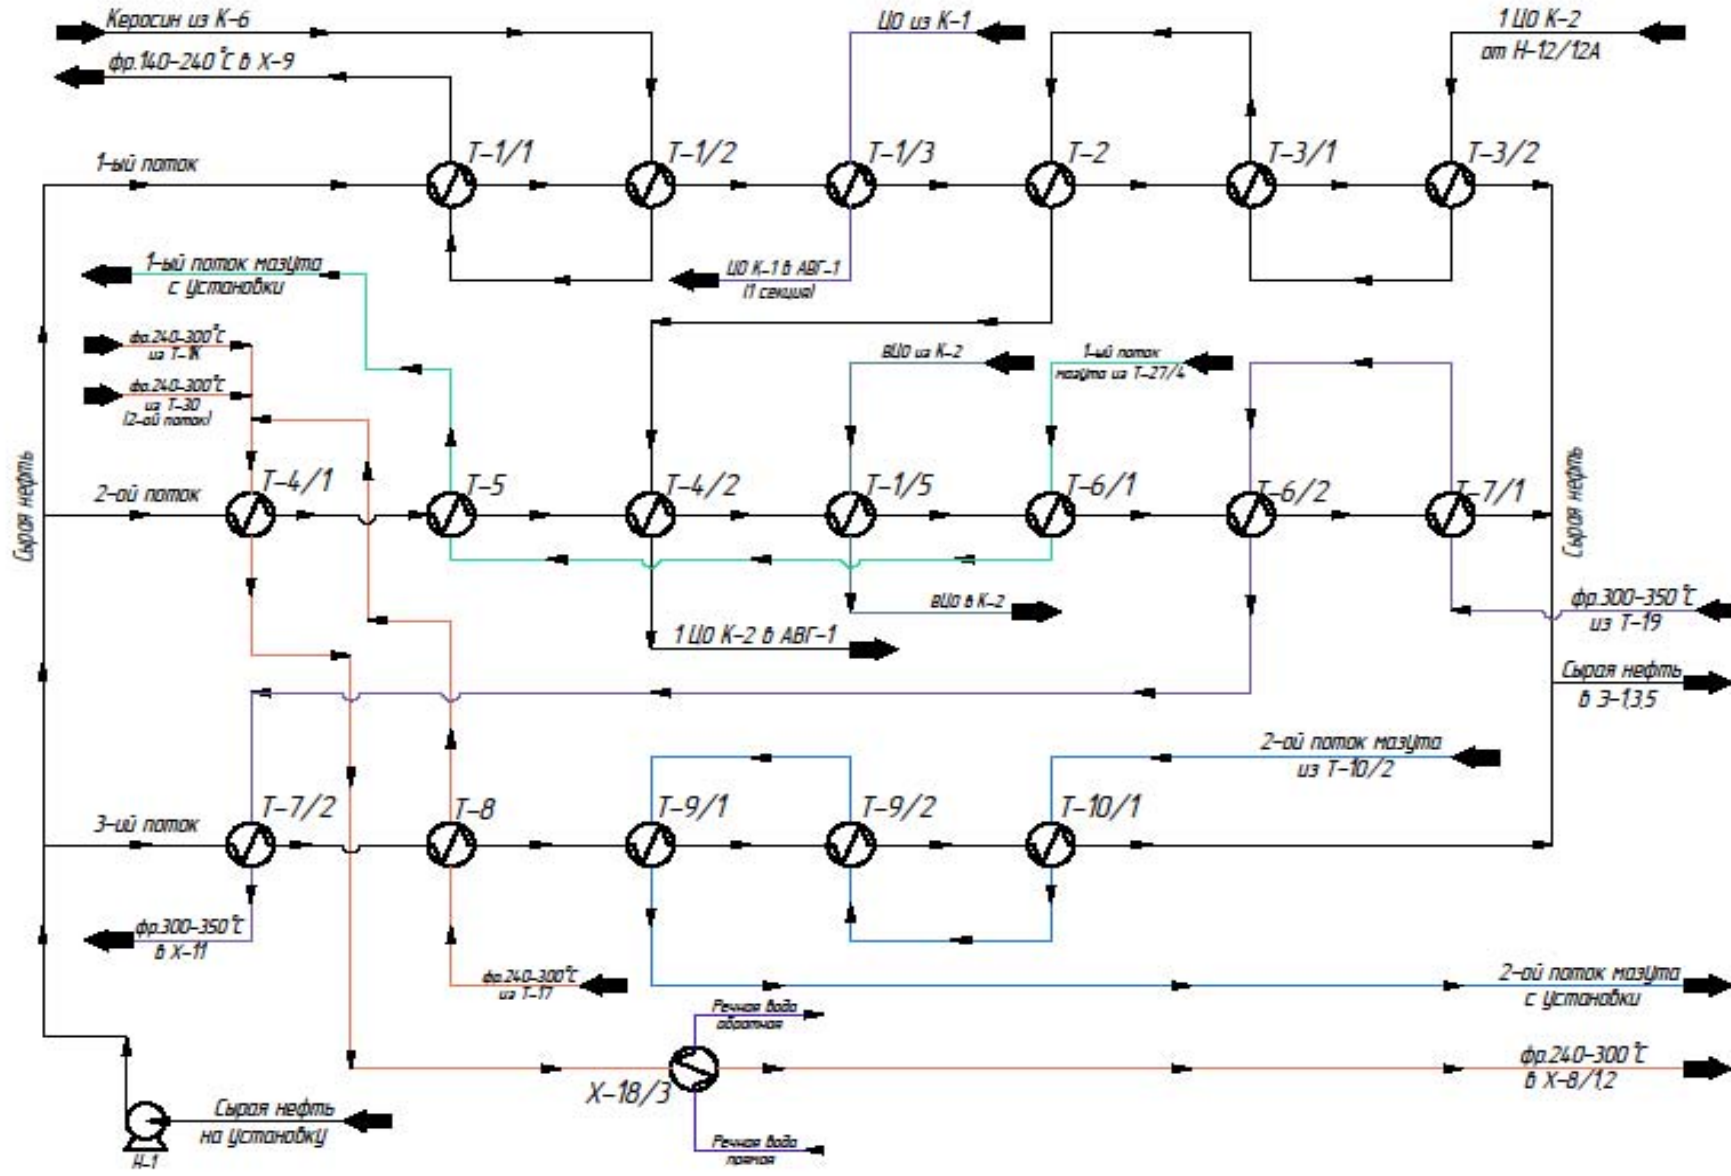 Керосин из К-6
ЦО из К-1
1 ЦО К-2
от Н-12/12А
фр.140-240°С в Х-9
1-ый поток
Т-1/1
Т-1/2
Т-1/3
Т-2
Т-3/1
Т-3/2
1-ый поток мазута
с установки
ЦО К-1 в АВГ-1
(1 секция)
фр.240-300°С
из Т-1К
фр.240-300°С
из Т-30
(2-ой поток)
ВЦО из К-2
1-ый поток
мазута из Т-27/4
Сырая нефть
2-ой поток
Т-4/1
Т-5
Т-4/2
Т-1/5
Т-6/1
Т-6/2
Т-7/1
Сырая нефть
ВЦО в К-2
1 ЦО К-2 в АВГ-1
фр.300-350°С
из Т-19
Сырая нефть
в Э-1,3,5
2-ой поток мазута
из Т-10/2
3-ий поток
Т-7/2
Т-8
Т-9/1
Т-9/2
Т-10/1
фр.300-350°С
в Х-11
фр.240-300°С
из Т-17
2-ой поток мазута
с установки
Речная вода
обратная
Х-18/3
фр.240-300°С
в Х-8/1,2
Сырая нефть
на установку
Н-1
Речная вода
прямая